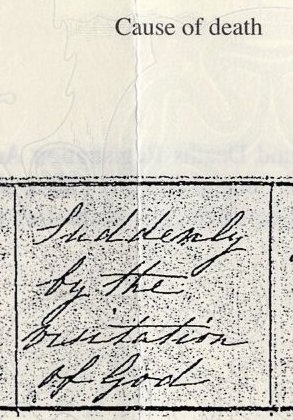 Cause of death
Suddenly
by the
visitation
of God